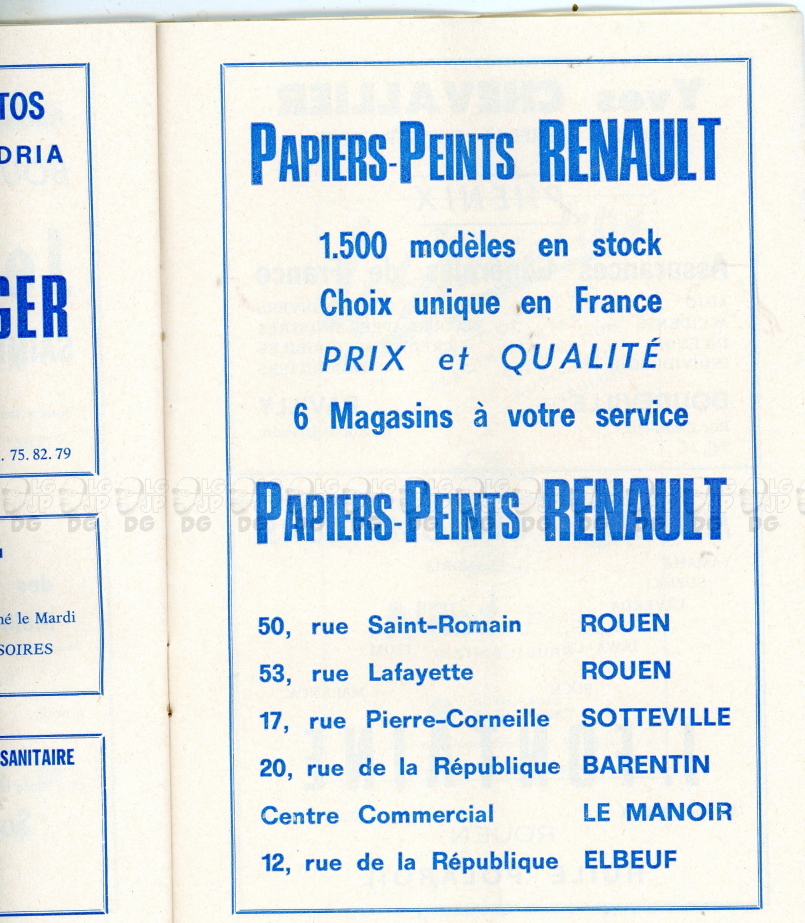 TOS
DRIA
GER
. 75. 82. 79
né le Mardi
SOIRES
SANITAIRE
PAPIERS-PEINTS RENAULT
1.500 modèles en stock
Choix unique en France
PRIX et QUALITÉ
6 Magasins à votre service
PAPIERS-PEINTS RENAULT
50, rue Saint-Romain ROUEN
53, rue Lafayette ROUEN
17, rue Pierre-Corneille SOTTEVILLE
20, rue de la République BARENTIN
Centre Commercial LE MANOIR
12, rue de la République ELBEUF